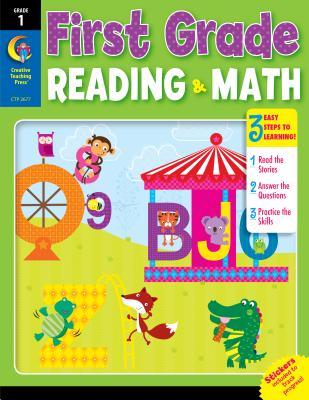 GRADE
1
Creative
Teaching
Press
CTP 2677
First Grade
READING & MATH
3 EASY
STEPS TO
LEARNING!
1 Read the
Stories
2 Answer the
Questions
3 Practice the
Skills
9
B J O
Z
Stickers
included to
track
progress!